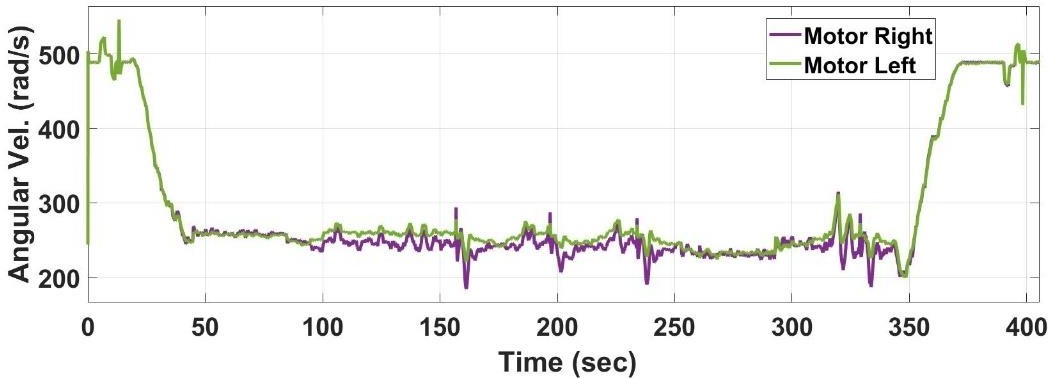 Angular Vel. (rad/s)
500
400
300
200
Motor Right
Motor Left
0 50 100 150 200 250 300 350 400
Time (sec)